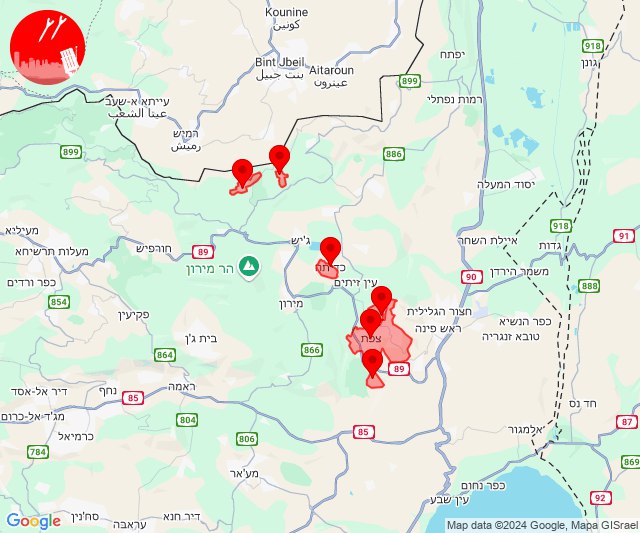 Kounine
כונין
918
גונן
יפתח
Bint Jbeil
بنت جبيل
Aitaroun
عيترون
899
רמות נפתלי
עייתא א-שעב
عيتا الشعب
הרמיש
رميش
899
886
יסוד המעלה
מעיליא
חורפיש
89
ג'יש
איילת השחר
918
גדות
91
מעלות תרשיחא
הר מירון
כדיתה
90
משמר הירדן
כפר ורדים
854
עין זיתים
888
פקיעין
מירון
חצור הגלילית
כפר הנשיא
ראש פינה
טובא זנגריה
בית ג'ן
צפת
864
866
89
דיר אל-אסד
נחף
ראמה
85
מג'ד אל-כרום
804
חד נס
כרמיאל
806
85
אלמגור
87
784
מע'אר
869
כפר נחום
92
עין שבע
סח'נין
עראבה
דיר חנא
Google
Map data ©2024 Google, Mapa GISrael